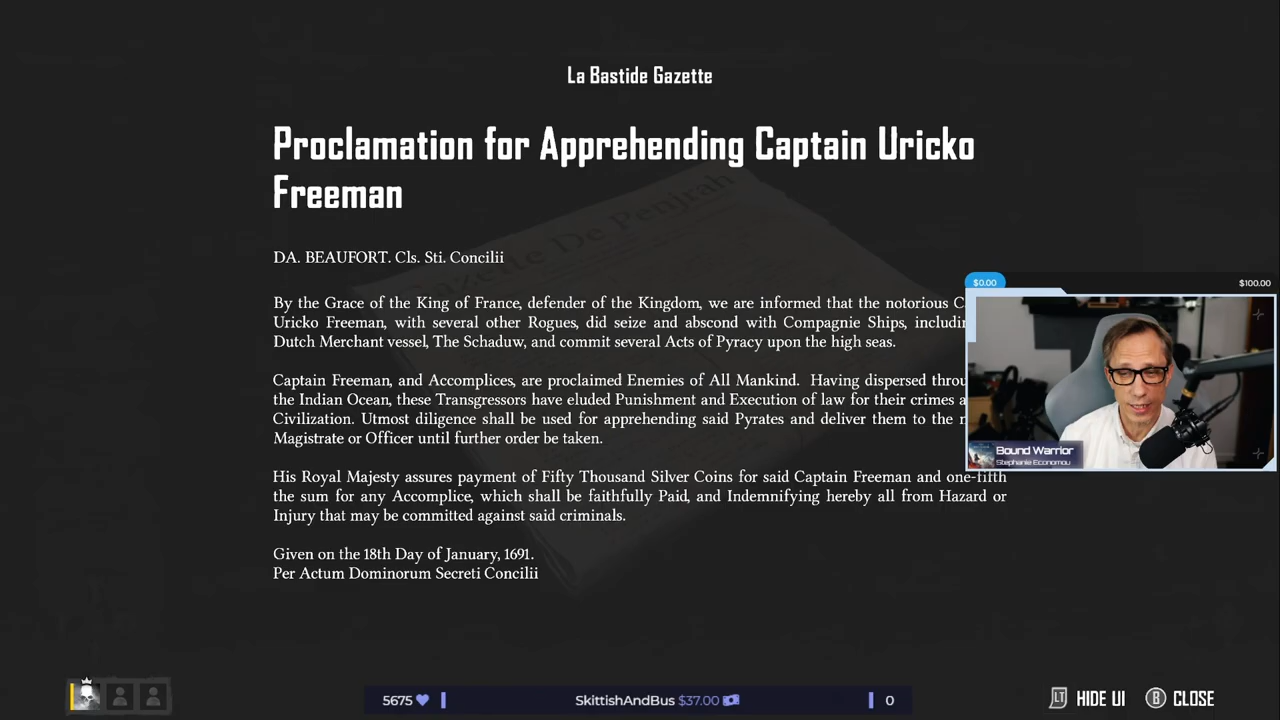 La Bastide Gazette
Proclamation for Apprehending Captain Uricko
Freeman
DA. BEAUFORT. Cls. Sti. Concilii
By the Grace of the King of France, defender of the Kingdom, we are informed that the notorious
Uricko Freeman, with several other Rogues, did seize and abscond with Compagnie Ships,
Dutch Merchant vessel, The Schaduw, and commit several Acts of Pyracy upon the high seas.
Captain Freeman, and Accomplices, are proclaimed Enemies of All Mankind. Having dispersed
the Indian Ocean, these Transgressors have eluded Punishment and Execution of law for their crimes
Civilization. Utmost diligence shall be used for apprehending said Pyrates and deliver them to the
Magistrate or Officer until further order be taken.
His Royal Majesty assures payment of Fifty Thousand Silver Coins for said Captain Freeman and one-fifth
the sum for any Accomplice, which shall be faithfully Paid, and Indemnifying hereby all from Hazard or
Injury that may be committed against said criminals.
Given on the 18th Day of January, 1691.
Per Actum Dominorum Secreti Concilii
Gazette De Penjrah
$0.00
$100.00
Bound Warrior
Stephanie Economou
5675
SkittishAndBus $37.00
0
LT HIDE UI
B CLOSE